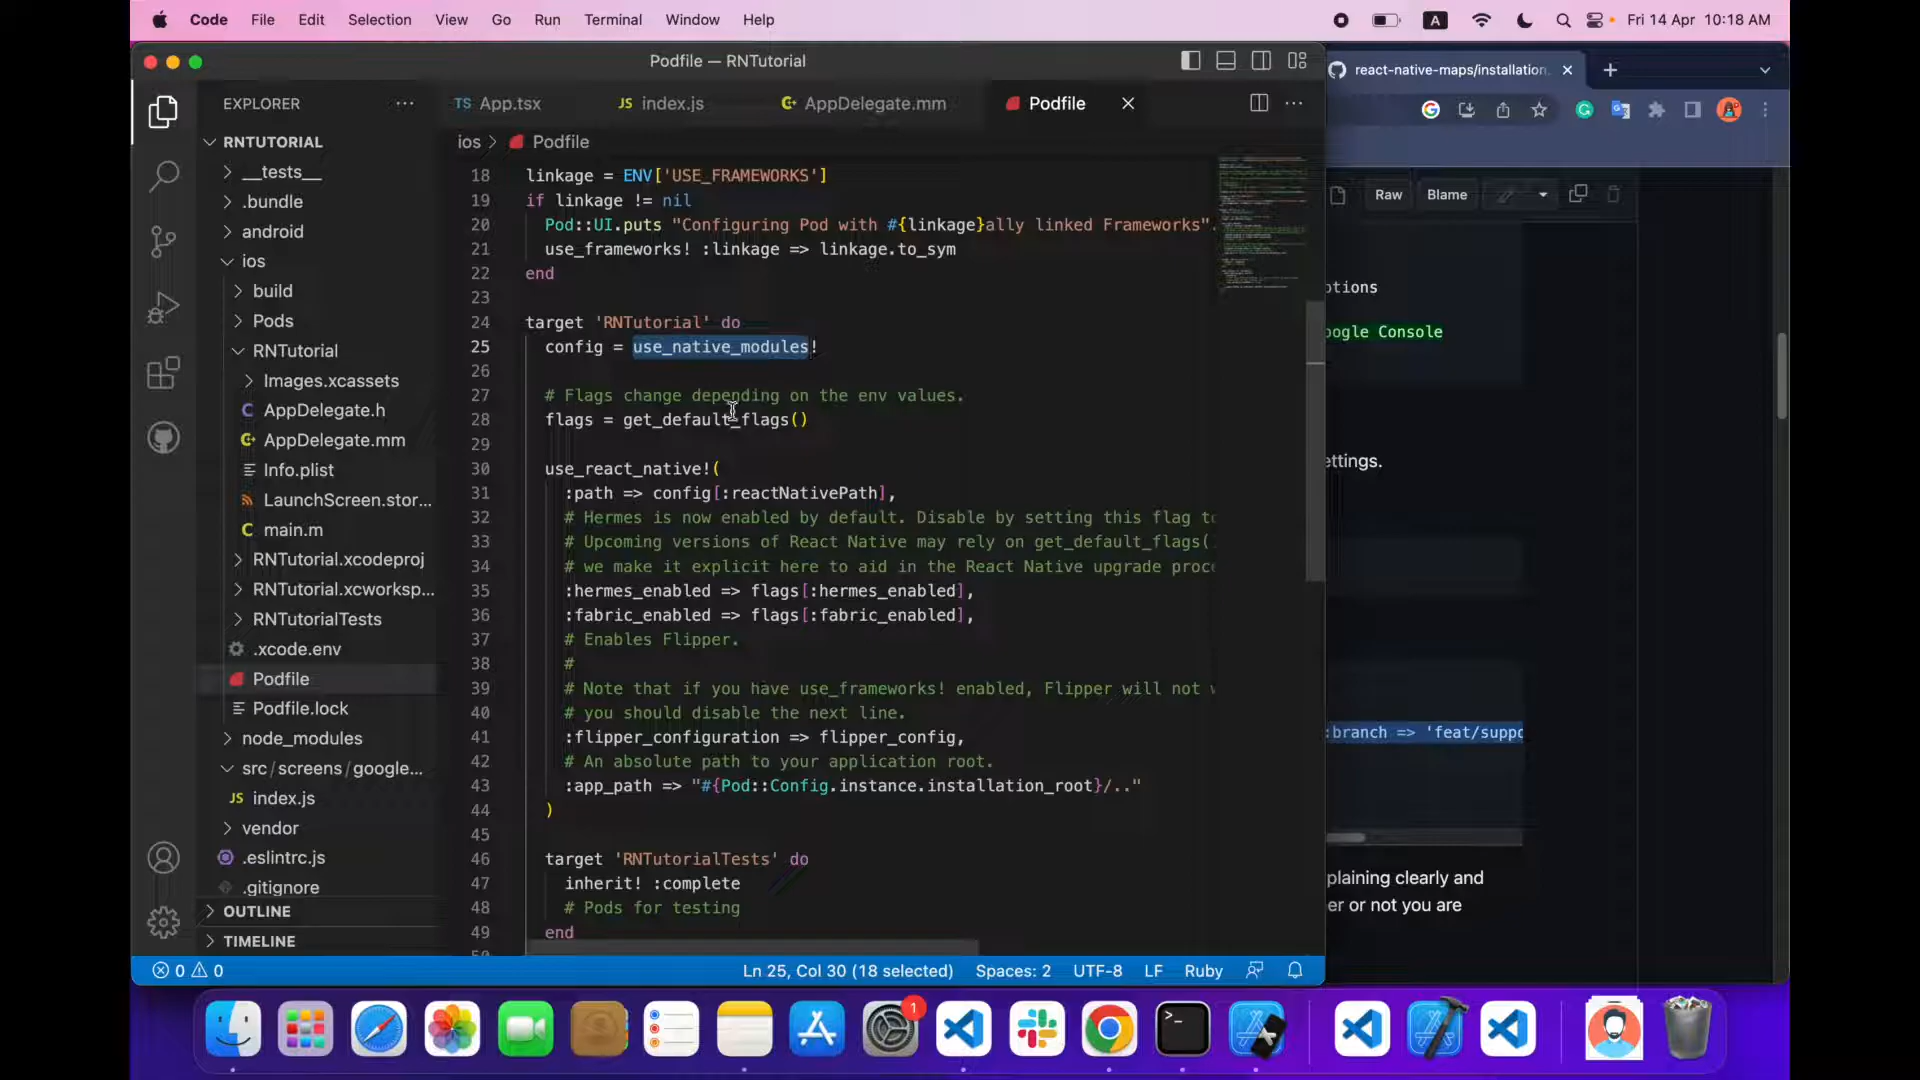 Code File Edit Selection View Go Run Terminal Window Help
A Fri 14 Apr 10:18 AM
Podfile — RNTutorial
react-native-maps/installation.
EXPLORER
TS App.tsx
JS index.js
AppDelegate.mm
Podfile
ios > Podfile
Raw Blame
RNTUTORIAL
__tests__
.bundle
android
ios
build
Pods
RNTutorial
Images.xcassets
C AppDelegate.h
AppDelegate.mm
Info.plist
LaunchScreen.stor...
C main.m
RNTutorial.xcodeproj
RNTutorial.xcworksp...
RNTutorialTests
.xcode.env
Podfile
Podfile.lock
node_modules
src/screens/google...
JS index.js
vendor
.eslintrc.js
.gitignore
OUTLINE
TIMELINE
18 linkage = ENV['USE_FRAMEWORKS']
19 if linkage != nil
20 Pod::UI.puts "Configuring Pod with #{linkage}ally linked Frameworks".
21 use_frameworks! :linkage => linkage.to_sym
22 end
23
24 target 'RNTutorial' do
25 config = use_native_modules!
26
27 # Flags change depending on the env values.
28 flags = get_default_flags()
29
30 use_react_native!(
31 :path => config[:reactNativePath],
32 # Hermes is now enabled by default. Disable by setting this flag to
33 # Upcoming versions of React Native may rely on get_default_flags(
34 # we make it explicit here to aid in the React Native upgrade proce
35 :hermes_enabled => flags[:hermes_enabled],
36 :fabric_enabled => flags[:fabric_enabled],
37 # Enables Flipper.
38 #
39 # Note that if you have use_frameworks! enabled, Flipper will not w
40 # you should disable the next line.
41 :flipper_configuration => flipper_config,
42 # An absolute path to your application root.
43 :app_path => "#{Pod::Config.instance.installation_root}/.."
44 )
45
46 target 'RNTutorialTests' do
47 inherit! :complete
48 # Pods for testing
49 end
ptions
ogle Console
ettings.
:branch => 'feat/suppo
plaining clearly and
er or not you are
0 0
Ln 25, Col 30 (18 selected) Spaces: 2 UTF-8 LF Ruby
1
>_